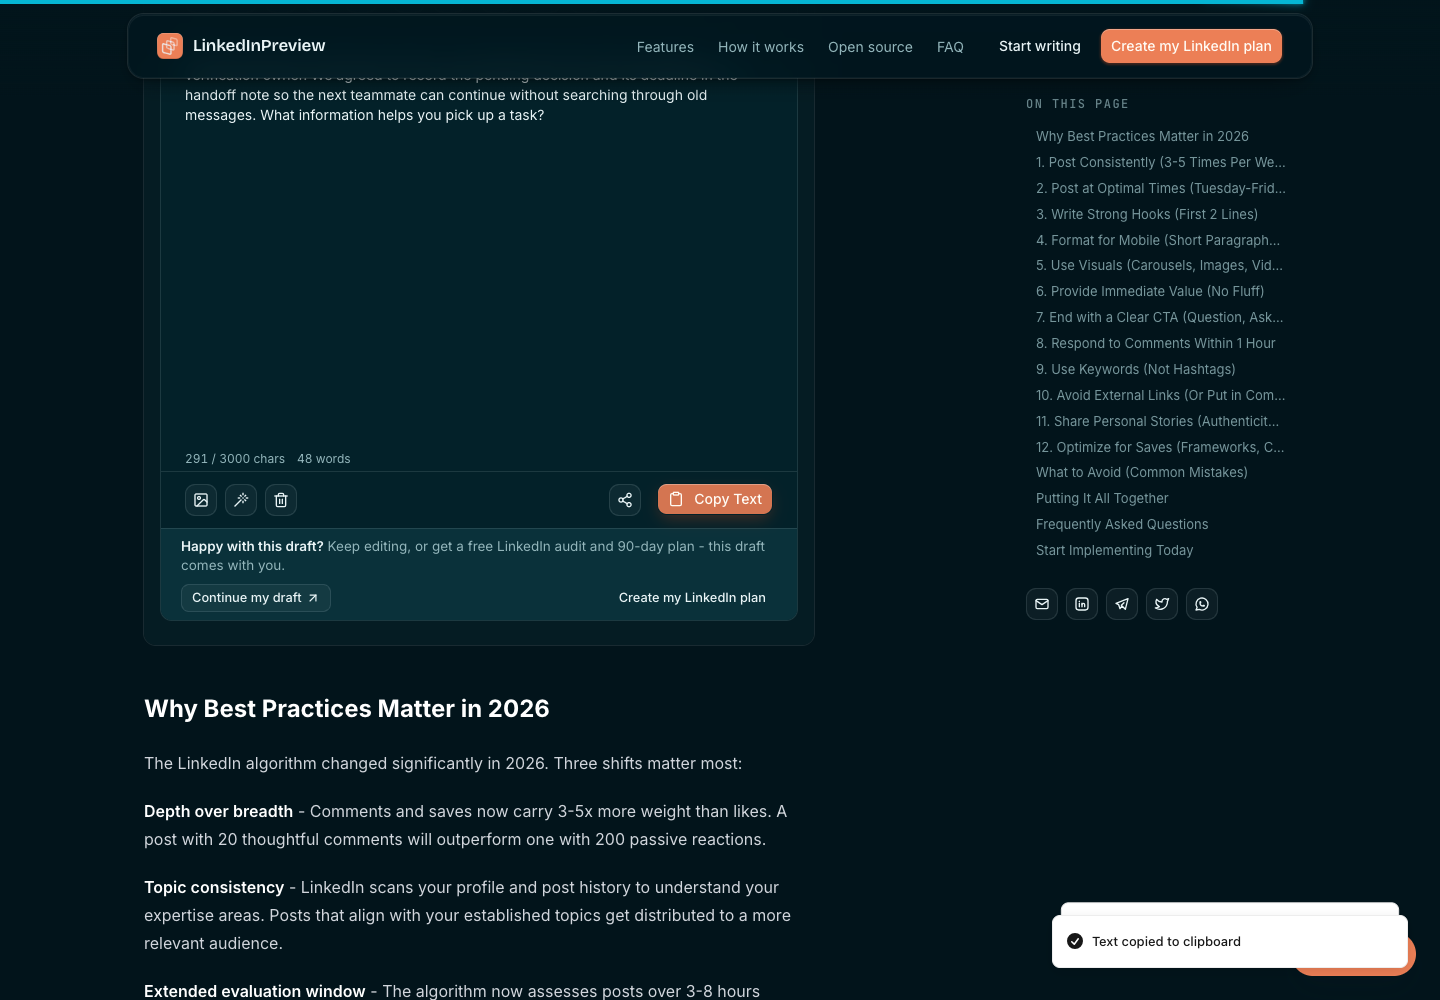 LinkedInPreview
Features
How it works
Open source
FAQ
Start writing
Create my LinkedIn plan
handoff note so the next teammate can continue without searching through old
messages. What information helps you pick up a task?
291 / 3000 chars 48 words
Copy Text
Happy with this draft? Keep editing, or get a free LinkedIn audit and 90-day plan - this draft
comes with you.
Continue my draft
Create my LinkedIn plan
Why Best Practices Matter in 2026
The LinkedIn algorithm changed significantly in 2026. Three shifts matter most:
Depth over breadth - Comments and saves now carry 3-5x more weight than likes. A
post with 20 thoughtful comments will outperform one with 200 passive reactions.
Topic consistency - LinkedIn scans your profile and post history to understand your
expertise areas. Posts that align with your established topics get distributed to a more
relevant audience.
Extended evaluation window - The algorithm now assesses posts over 3-8 hours
ON THIS PAGE
Why Best Practices Matter in 2026
1. Post Consistently (3-5 Times Per We...
2. Post at Optimal Times (Tuesday-Frid...
3. Write Strong Hooks (First 2 Lines)
4. Format for Mobile (Short Paragraph...
5. Use Visuals (Carousels, Images, Vid...
6. Provide Immediate Value (No Fluff)
7. End with a Clear CTA (Question, Ask...
8. Respond to Comments Within 1 Hour
9. Use Keywords (Not Hashtags)
10. Avoid External Links (Or Put in Com...
11. Share Personal Stories (Authenticit...
12. Optimize for Saves (Frameworks, C...
What to Avoid (Common Mistakes)
Putting It All Together
Frequently Asked Questions
Start Implementing Today
Text copied to clipboard